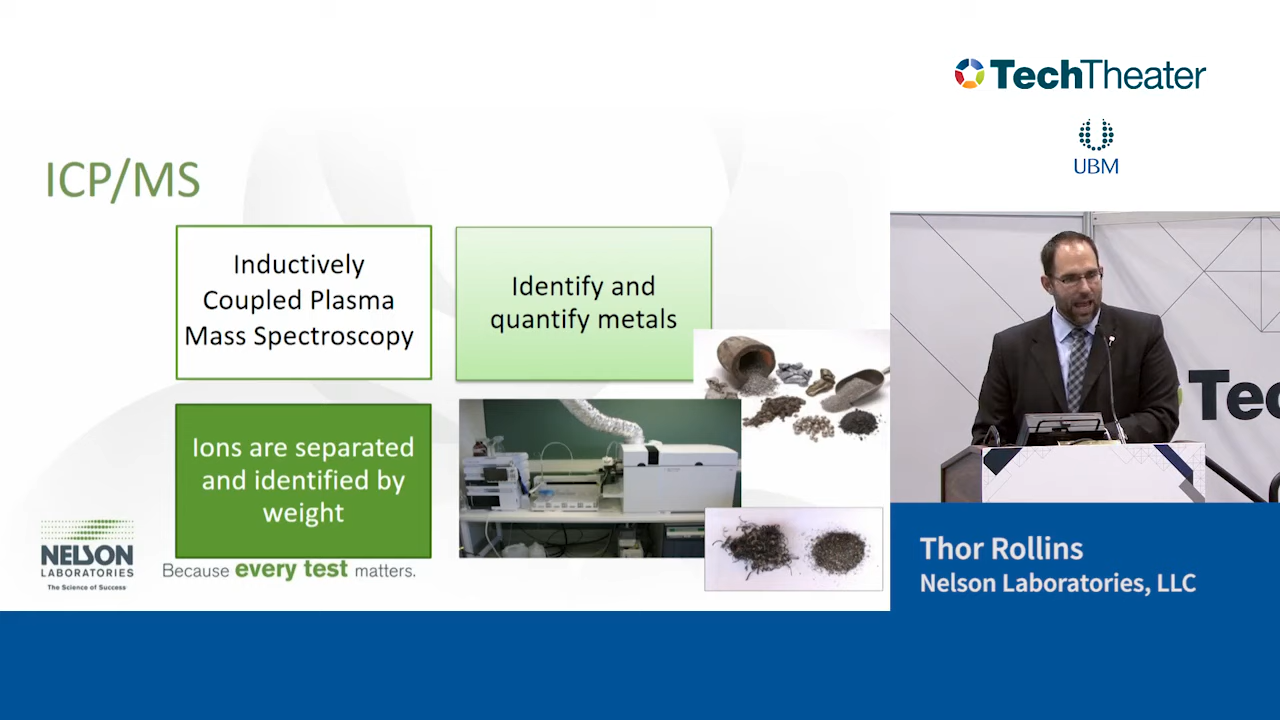 TechTheater
UBM
ICP/MS
Inductively
Coupled Plasma
Mass Spectroscopy
Identify and
quantify metals
Ions are separated
and identified by
weight
NELSON
LABORATORIES
The Science of Success
Because every test matters.
Tec
Thor Rollins
Nelson Laboratories, LLC